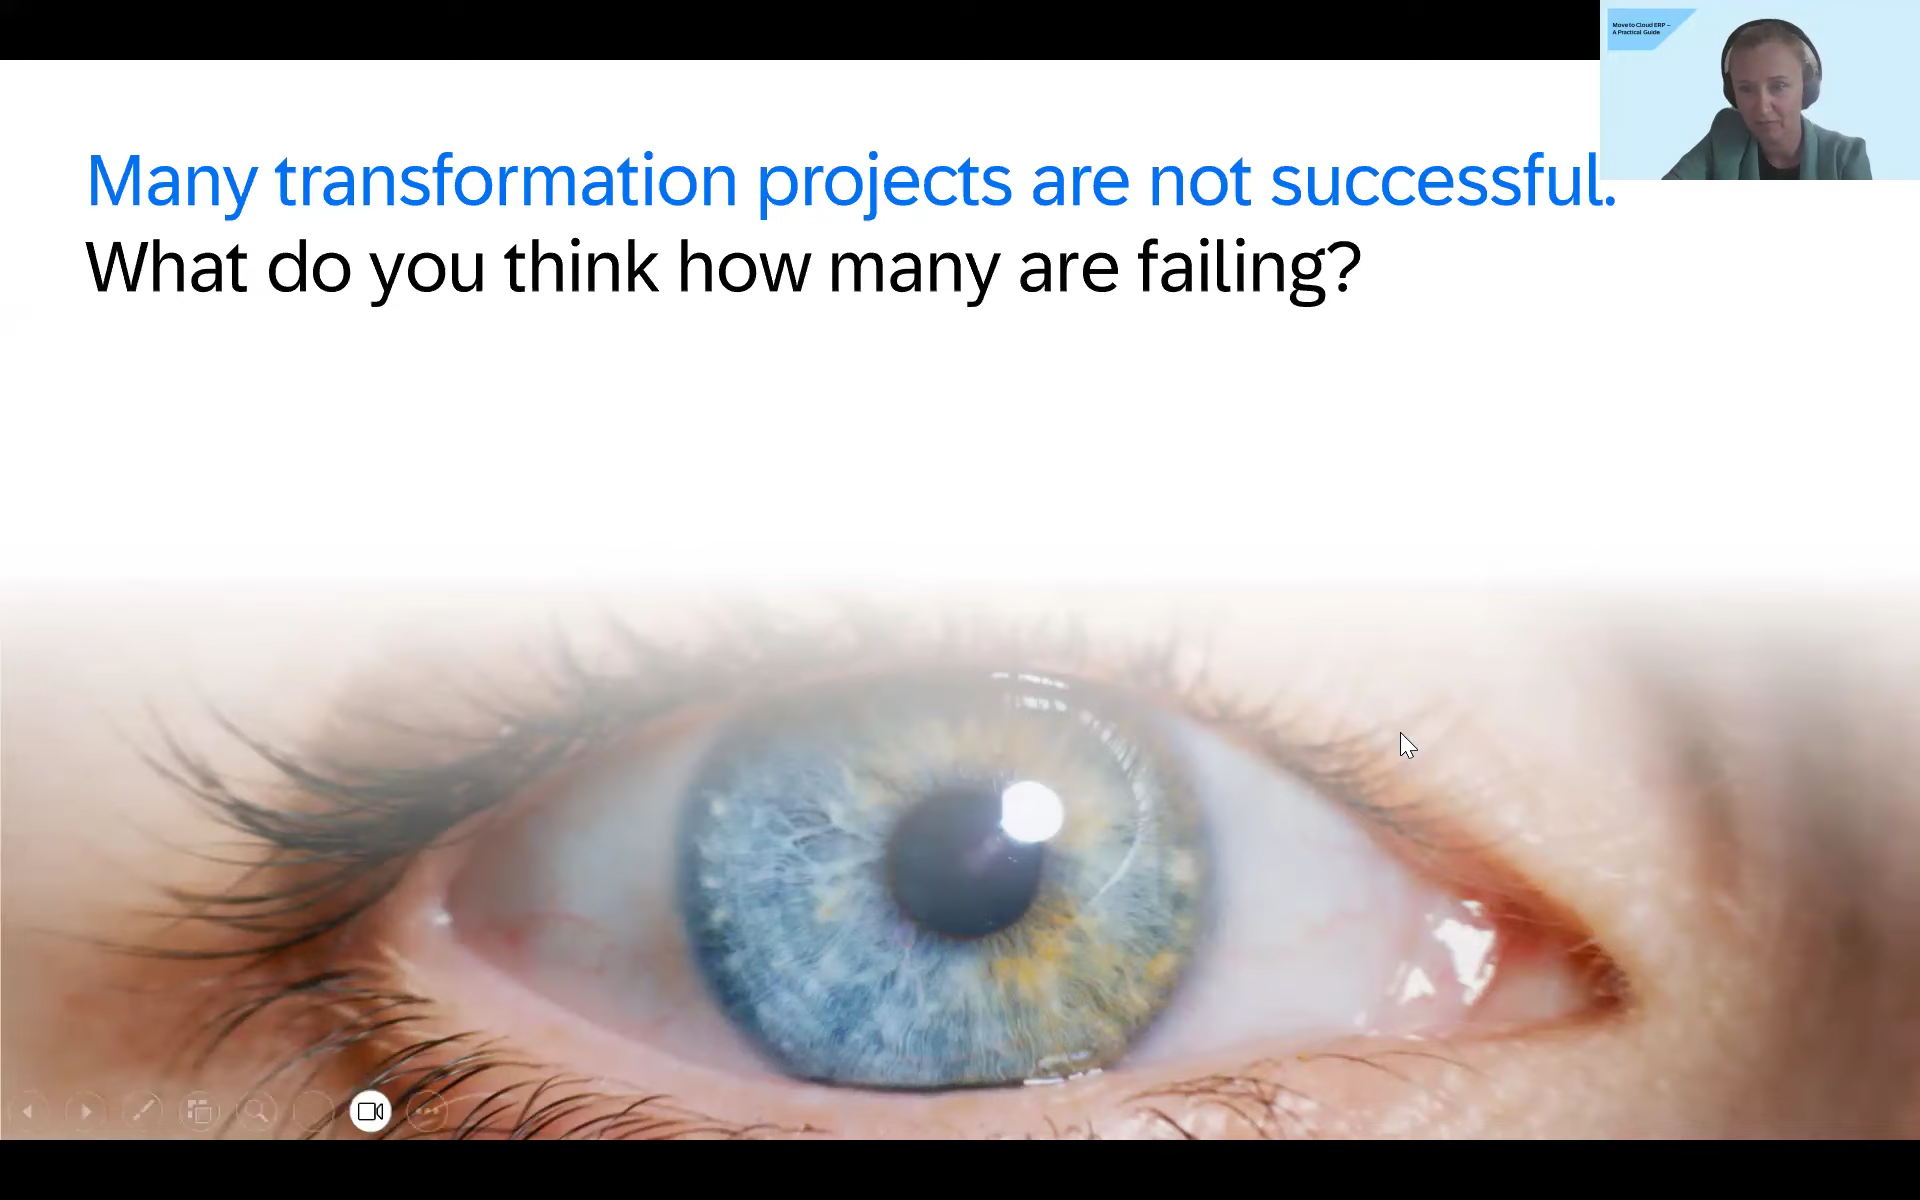 Move to Cloud ERP –
A Practical Guide
Many transformation projects are not successful.
What do you think how many are failing?